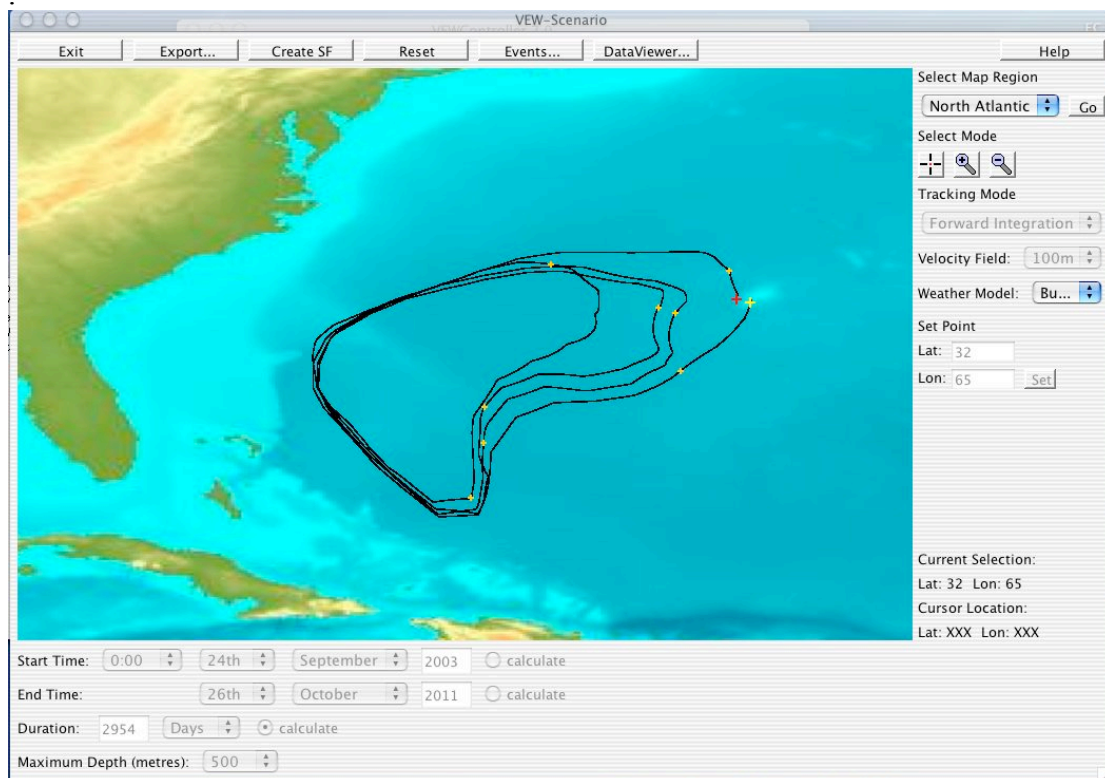 VEW-Scenario
Exit Export... Create SF Reset Events... DataViewer... Help
Select Map Region
North Atlantic Go
Select Mode
Tracking Mode
Forward Integration
Velocity Field: 100m
Weather Model: Bu...
Set Point
Lat: 32
Lon: 65 Set
Current Selection:
Lat: 32 Lon: 65
Cursor Location:
Lat: XXX Lon: XXX
Start Time: 0:00 24th September 2003 calculate
End Time: 26th October 2011 calculate
Duration: 2954 Days calculate
Maximum Depth (metres): 500